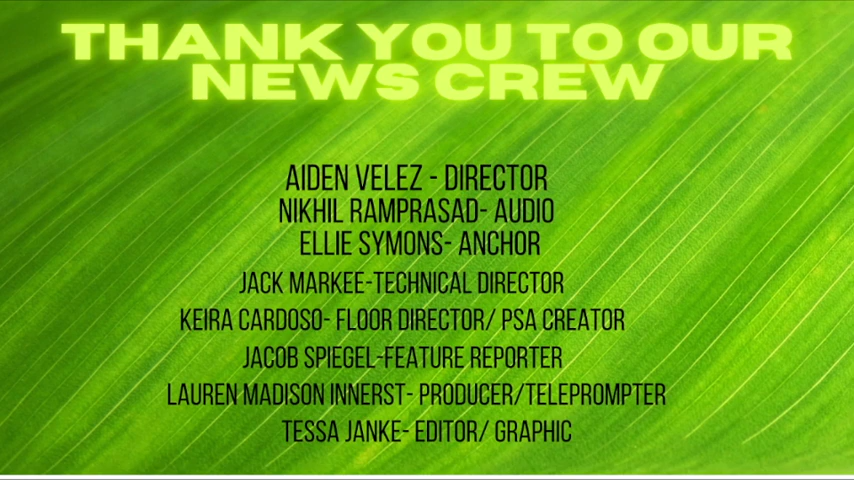 THANK YOU TO OUR
NEWS CREW
AIDEN VELEZ - DIRECTOR
NIKHIL RAMPRASAD- AUDIO
ELLIE SYMONS- ANCHOR
JACK MARKEE-TECHNICAL DIRECTOR
KEIRA CARDOSO- FLOOR DIRECTOR/ PSA CREATOR
JACOB SPIEGEL-FEATURE REPORTER
LAUREN MADISON INNERST- PRODUCER/TELEPROMPTER
TESSA JANKE- EDITOR/ GRAPHIC